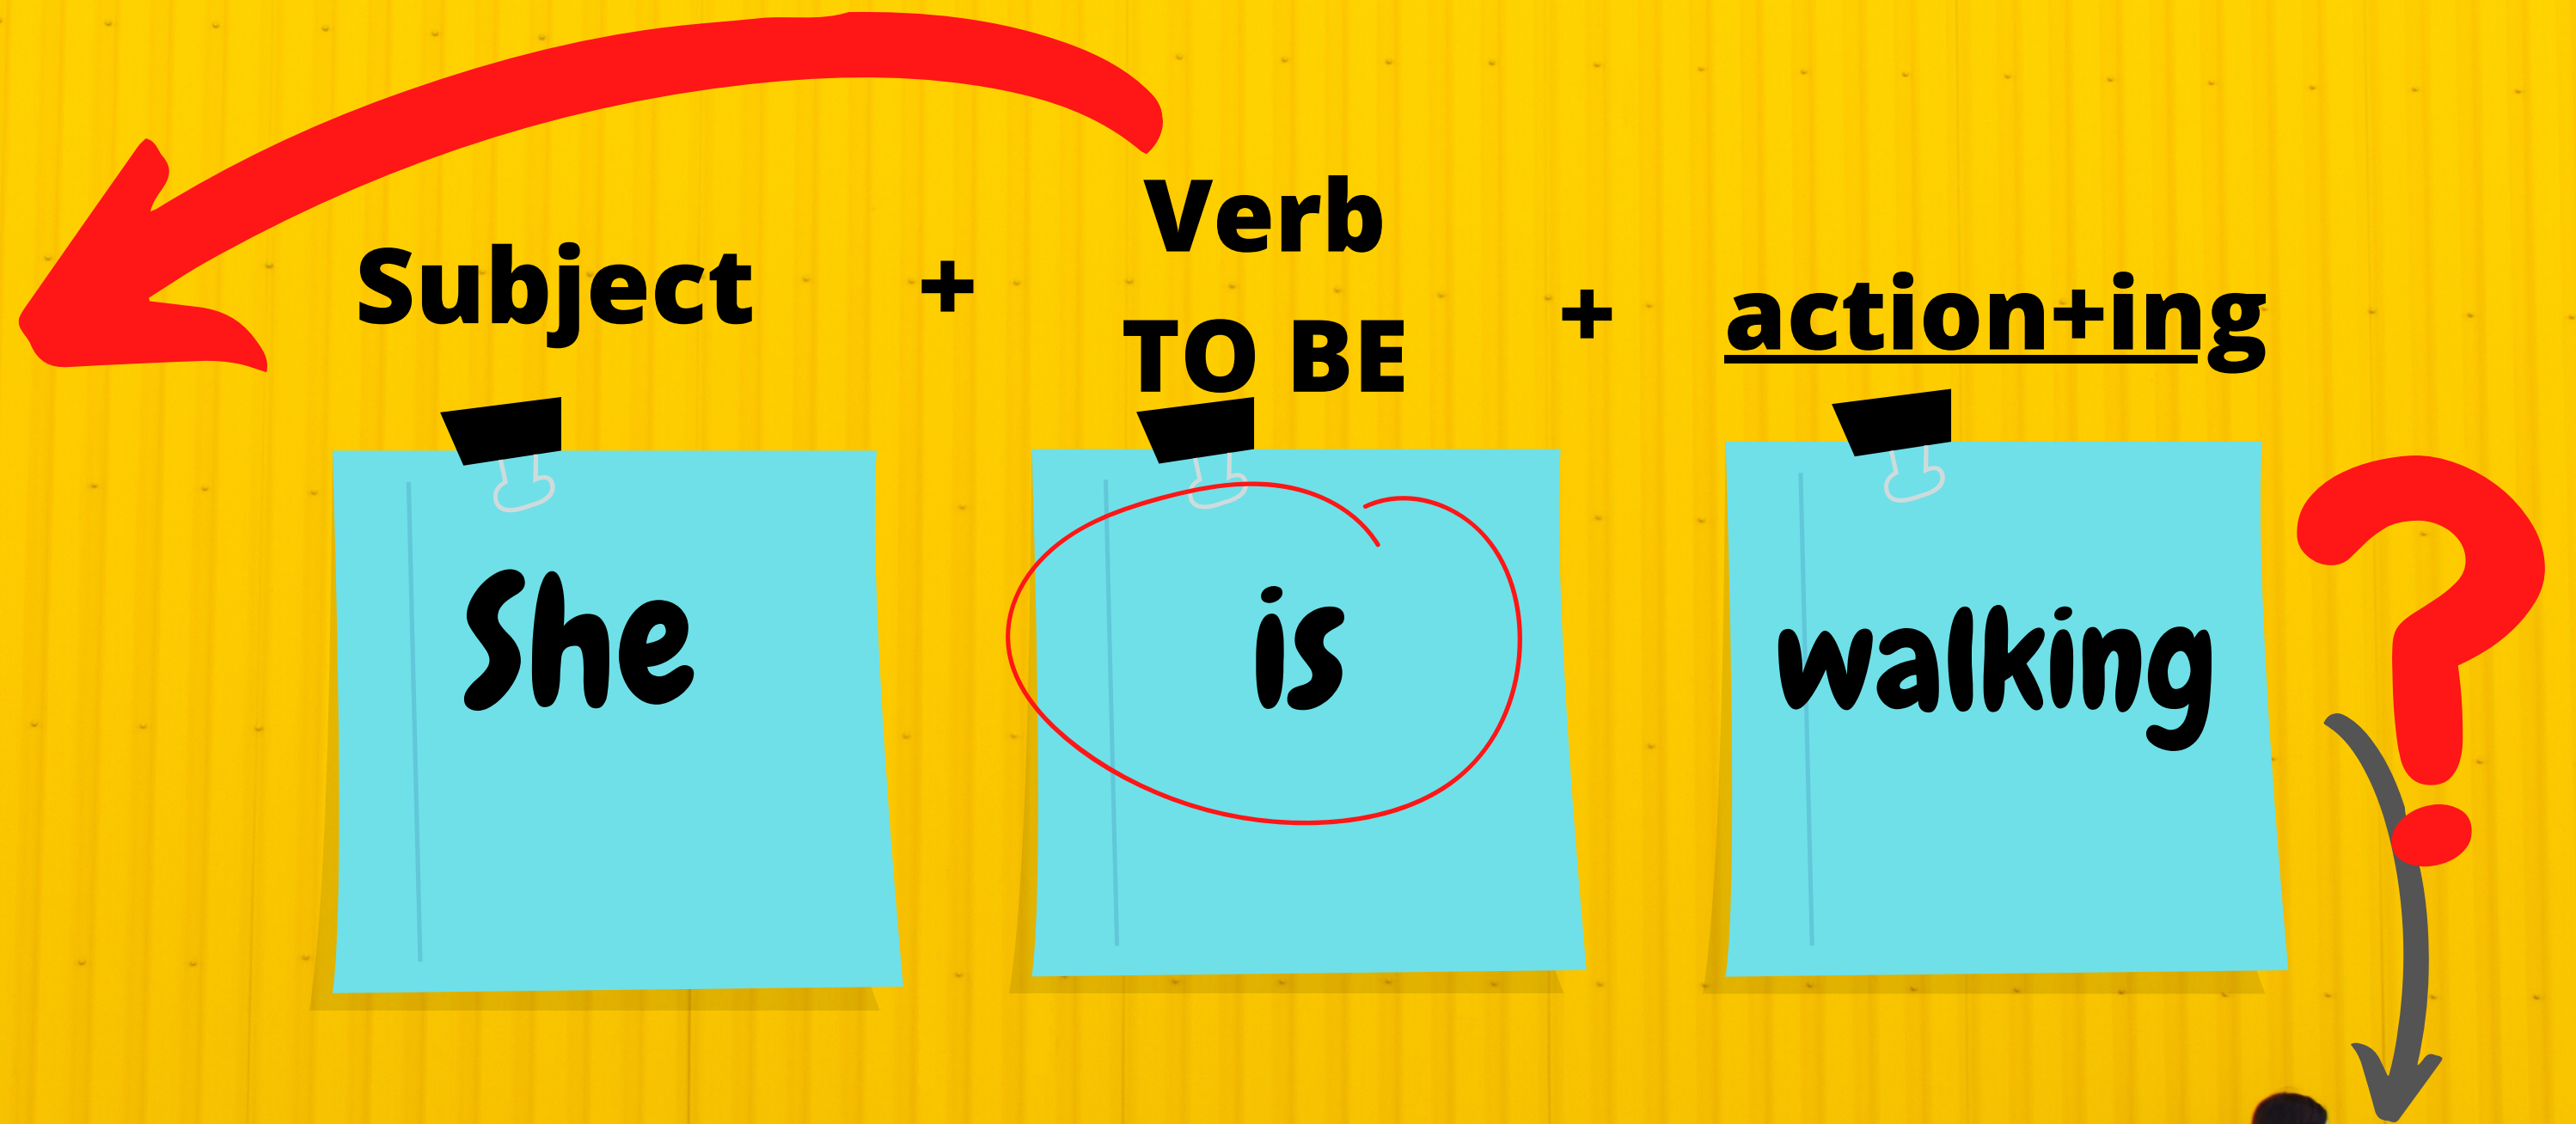 Subject + Verb TO BE + action+ing
She is walking ?